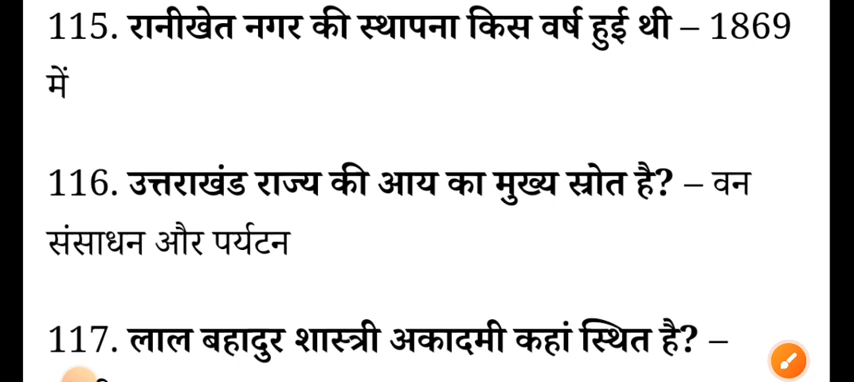 115. रानीखेत नगर की स्थापना किस वर्ष हुई थी – 1869
में
116. उत्तराखंड राज्य की आय का मुख्य स्रोत है? – वन
संसाधन और पर्यटन
117. लाल बहादुर शास्त्री अकादमी कहां स्थित है? –